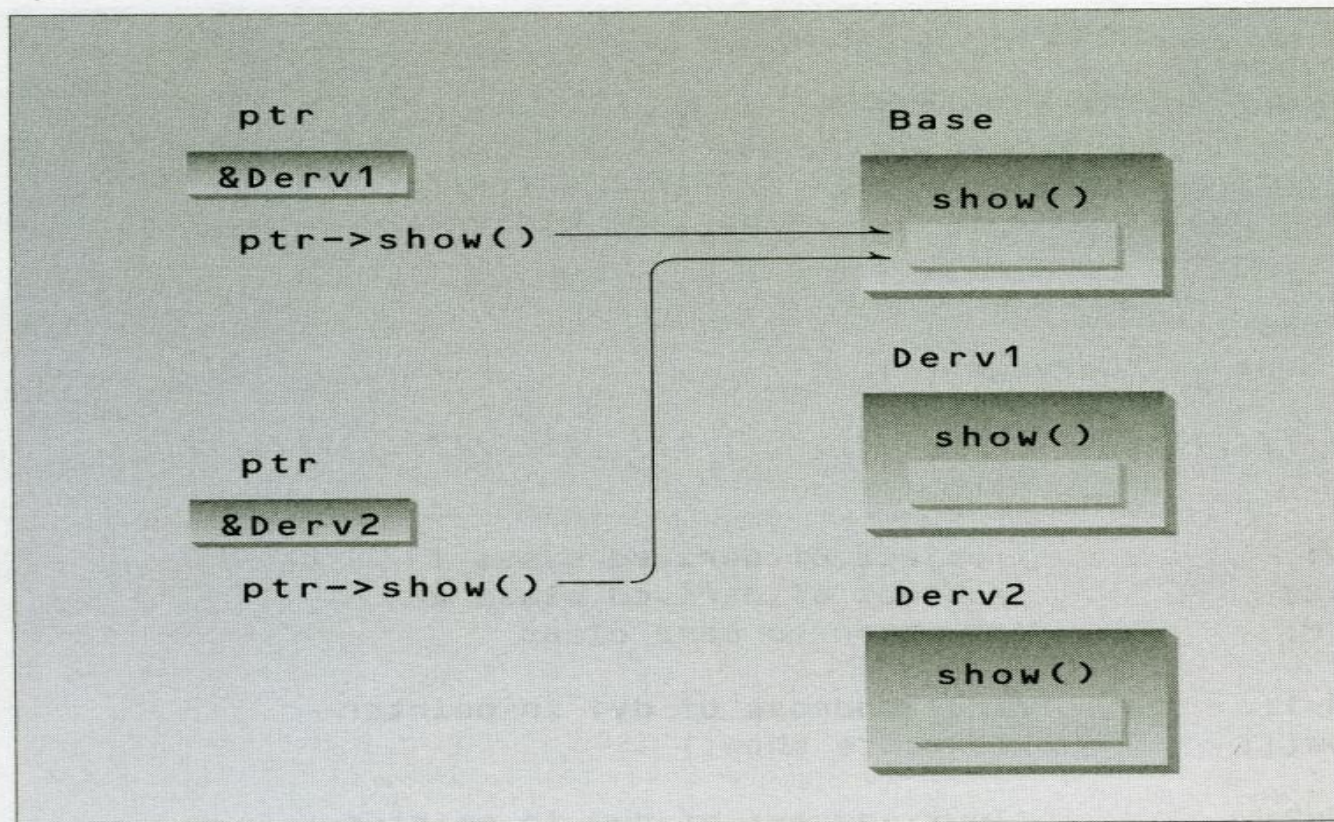 ptr
&Derv1
ptr->show()
ptr
&Derv2
ptr->show()
Base
show()
Derv1
show()
Derv2
show()